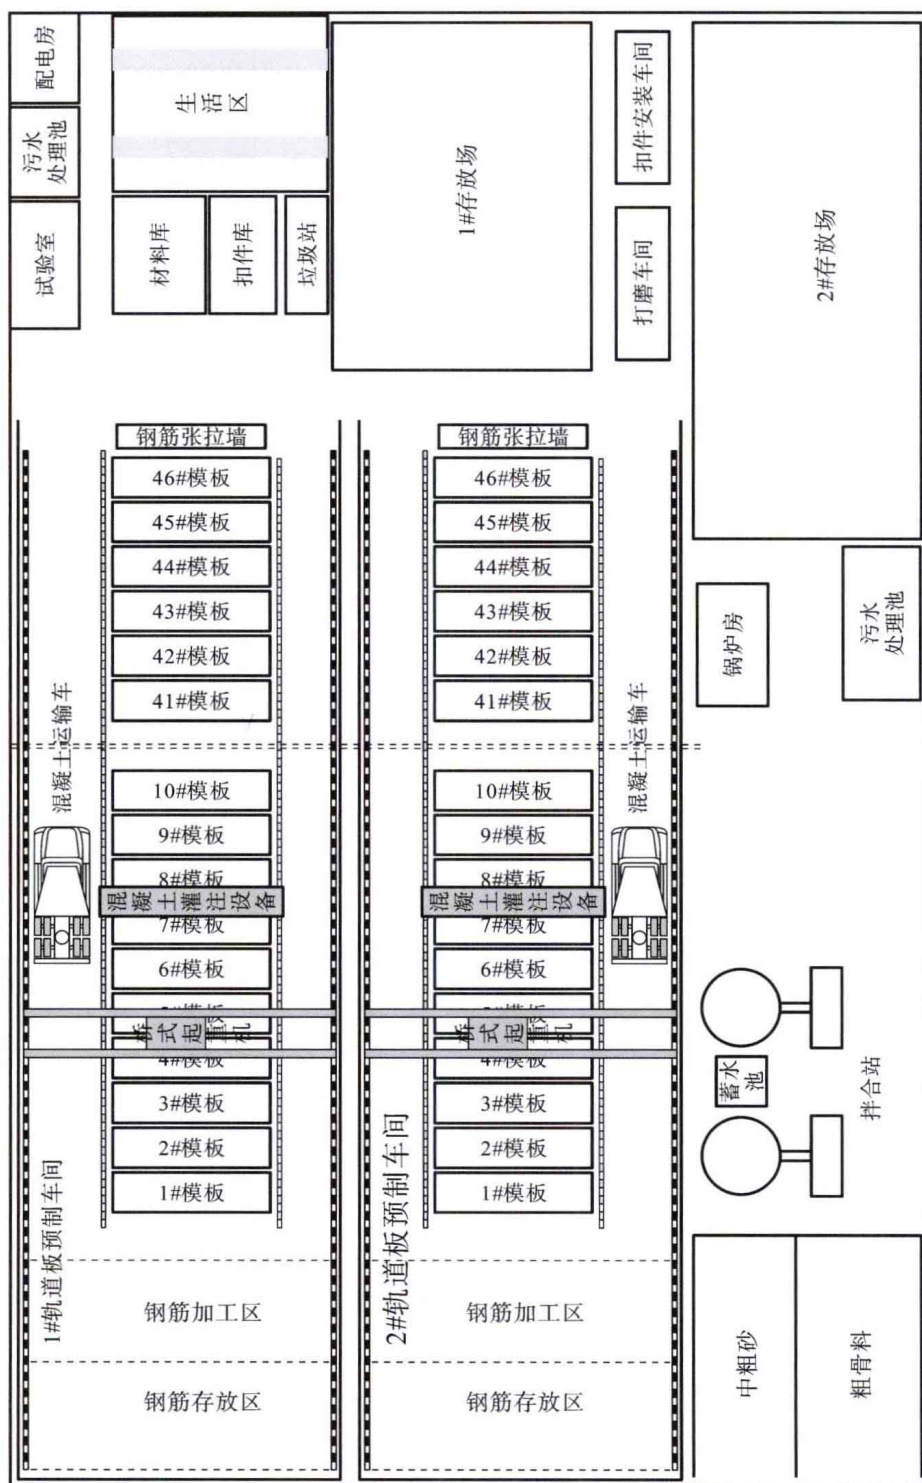 配电房
污水
处理池
试验室
生活区
材料库
扣件库
垃圾站
1#存放场
扣件安装车间
打磨车间
2#存放场
钢筋张拉墙
46#模板
45#模板
44#模板
43#模板
42#模板
41#模板
混凝土运输车
10#模板
9#模板
8#模板
混凝土灌注设备
7#模板
6#模板
桥式起重机
4#模板
3#模板
2#模板
1#模板
1#轨道板预制车间
钢筋加工区
钢筋存放区
钢筋张拉墙
46#模板
45#模板
44#模板
43#模板
42#模板
41#模板
混凝土运输车
10#模板
9#模板
8#模板
混凝土灌注设备
7#模板
6#模板
桥式起重机
4#模板
3#模板
2#模板
1#模板
2#轨道板预制车间
钢筋加工区
钢筋存放区
锅炉房
污水
处理池
蓄水
池
拌合站
中粗砂
粗骨料